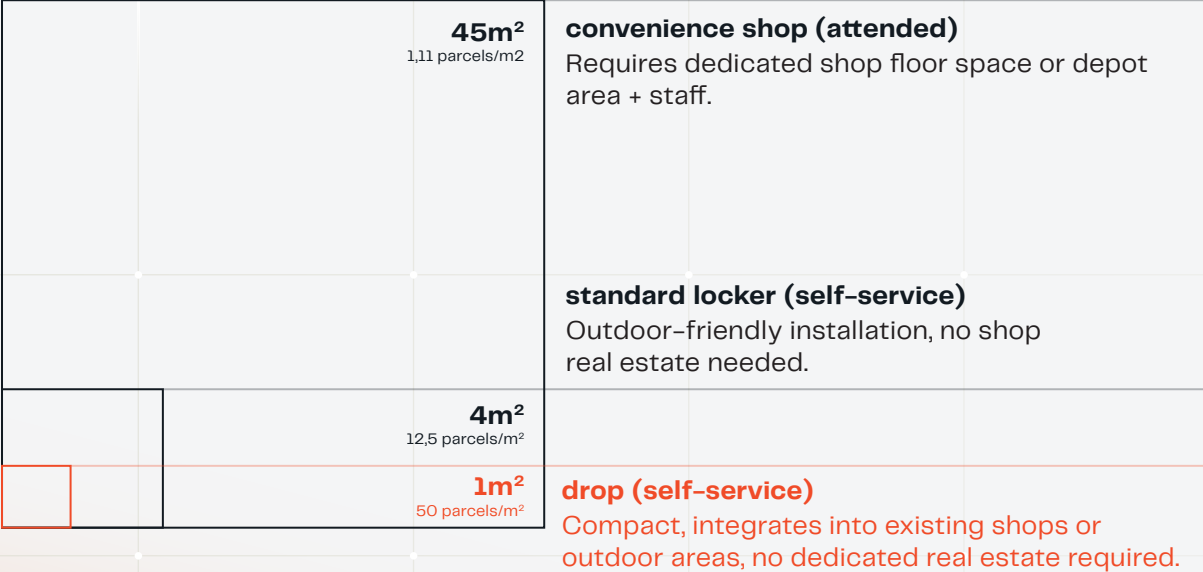 45m²
1,11 parcels/m2
convenience shop (attended)
Requires dedicated shop floor space or depot
area + staff.
standard locker (self-service)
Outdoor-friendly installation, no shop
real estate needed.
4m²
12,5 parcels/m²
1m²
50 parcels/m²
drop (self-service)
Compact, integrates into existing shops or
outdoor areas, no dedicated real estate required.